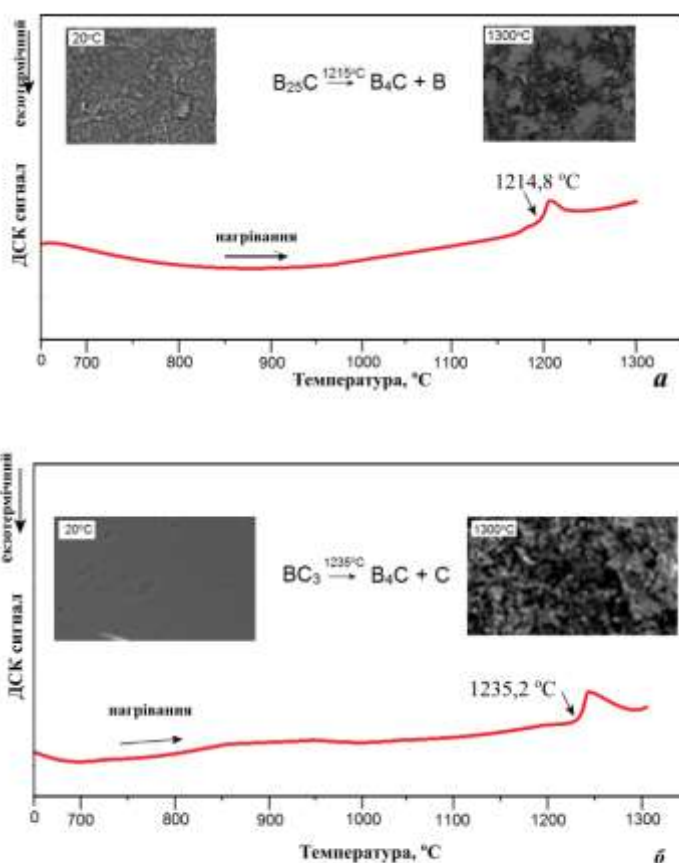 екзотермічний
ДСК сигнал
20°C
B₂₅C 1215°C → B₄C + B
1300°C
1214,8 °C
нагрівання
0 700 800 900 1000 1100 1200 1300
Температура, °C
а
екзотермічний
ДСК сигнал
20°C
BC₃ 1235°C → B₄C + C
1300°C
1235,2 °C
нагрівання
0 700 800 900 1000 1100 1200 1300
Температура, °C
б